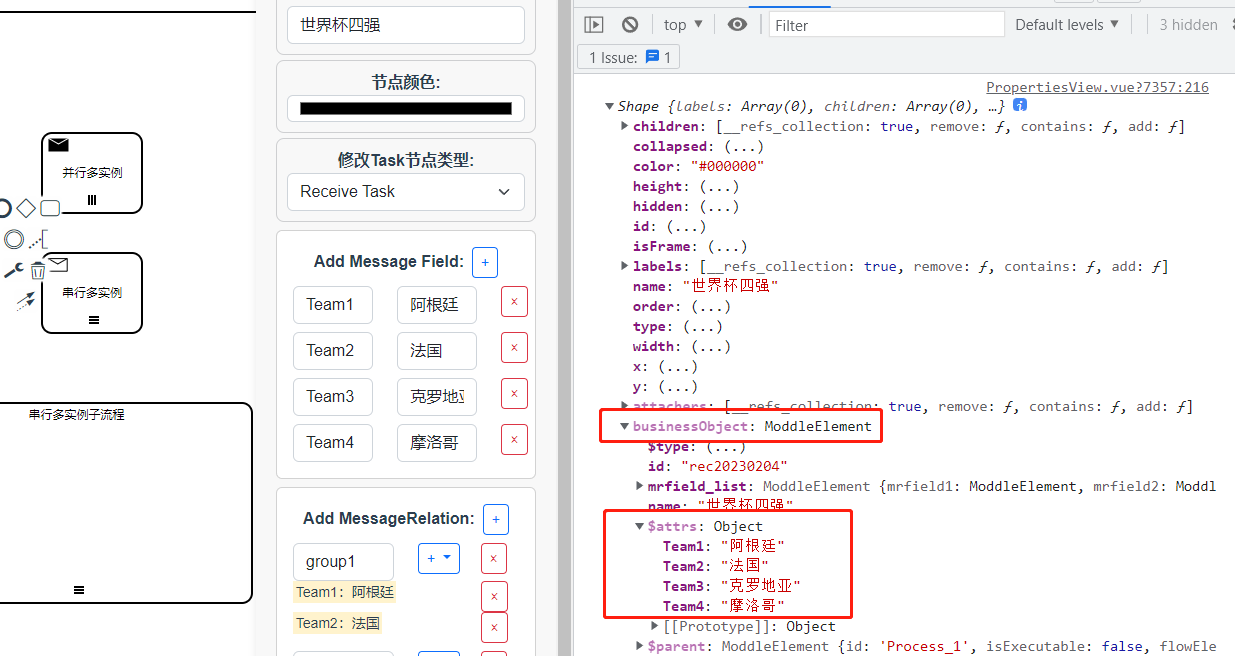 世界杯四强
节点颜色:
修改Task节点类型:
Receive Task
并行多实例
串行多实例
串行多实例子流程
Add Message Field: +
Team1 阿根廷 x
Team2 法国 x
Team3 克罗地亚 x
Team4 摩洛哥 x
Add MessageRelation: +
group1 + x
Team1：阿根廷 x
Team2：法国 x
top Filter Default levels 3 hidden
1 Issue: 1
PropertiesView.vue?7357:216
Shape {labels: Array(0), children: Array(0), …} i
children: [__refs_collection: true, remove: ƒ, contains: ƒ, add: ƒ]
collapsed: (...)
color: "#000000"
height: (...)
hidden: (...)
id: (...)
isFrame: (...)
labels: [__refs_collection: true, remove: ƒ, contains: ƒ, add: ƒ]
name: "世界杯四强"
order: (...)
type: (...)
width: (...)
x: (...)
y: (...)
attachers: [__refs_collection: true, remove: ƒ, contains: ƒ, add: ƒ]
businessObject: ModdleElement
$type: (...)
id: "rec20230204"
mrfield_list: ModdleElement {mrfield1: ModdleElement, mrfield2: Moddl
name: "世界杯四强"
$attrs: Object
Team1: "阿根廷"
Team2: "法国"
Team3: "克罗地亚"
Team4: "摩洛哥"
[[Prototype]]: Object
$parent: ModdleElement {id: 'Process_1', isExecutable: false, flowEle